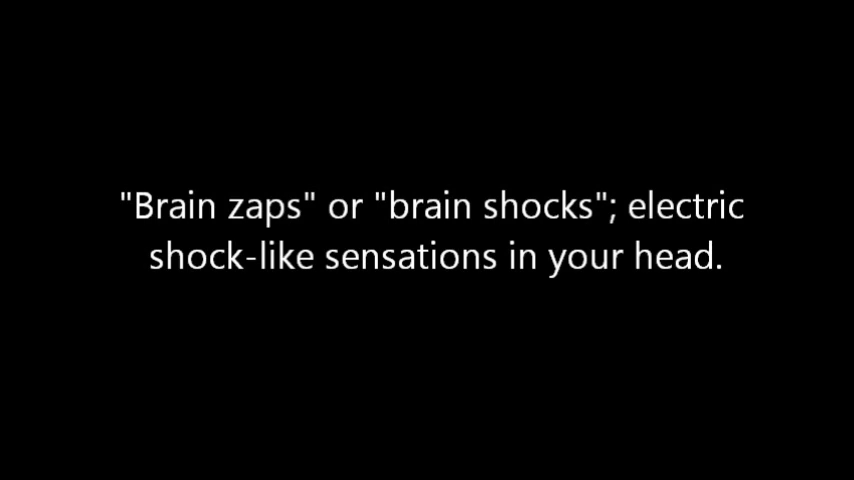 "Brain zaps" or "brain shocks"; electric
shock-like sensations in your head.